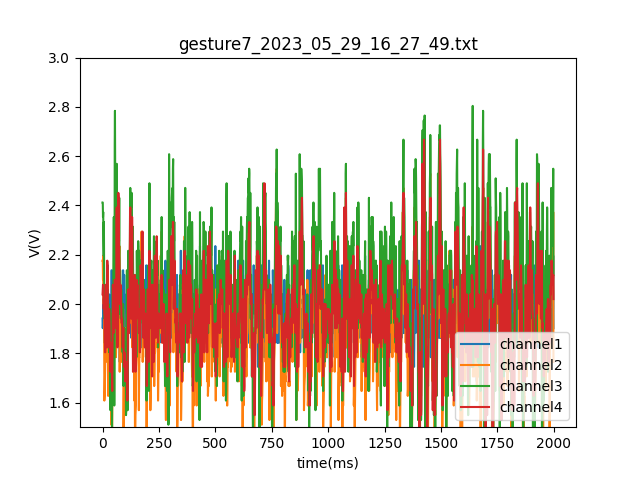 gesture7_2023_05_29_16_27_49.txt
3.0
2.8
2.6
2.4
2.2
2.0
1.8
1.6
V(V)
channel1
channel2
channel3
channel4
0 250 500 750 1000 1250 1500 1750 2000
time(ms)